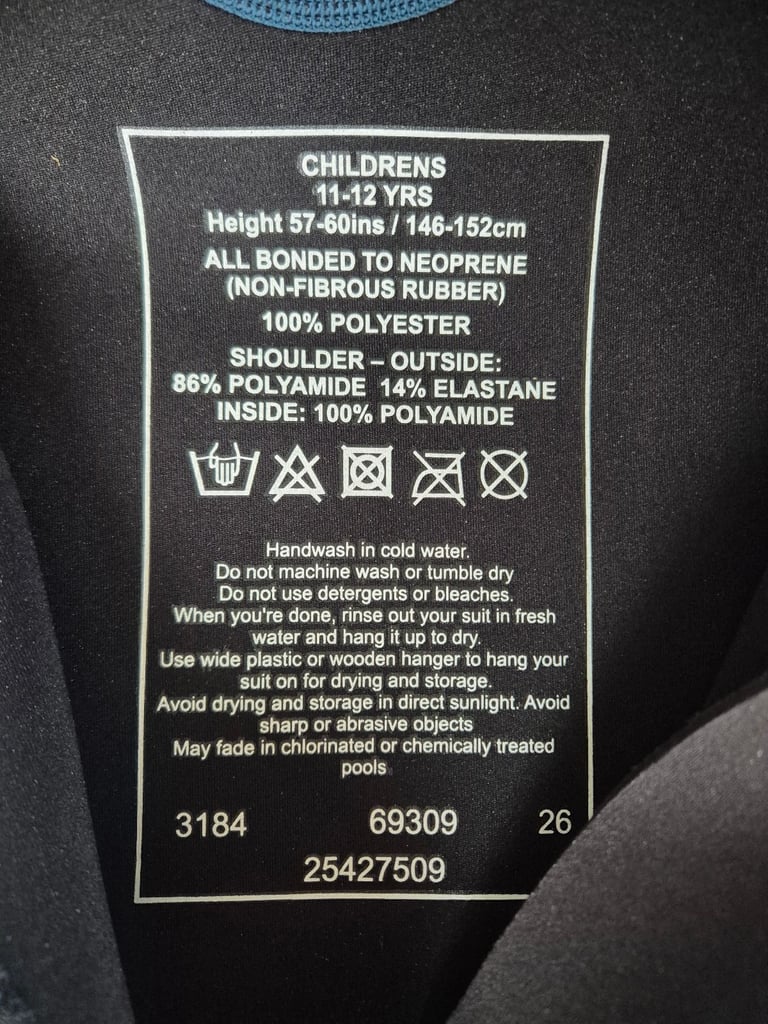 CHILDRENS
11-12 YRS
Height 57-60ins / 146-152cm
ALL BONDED TO NEOPRENE
(NON-FIBROUS RUBBER)
100% POLYESTER
SHOULDER – OUTSIDE:
86% POLYAMIDE 14% ELASTANE
INSIDE: 100% POLYAMIDE
Handwash in cold water.
Do not machine wash or tumble dry
Do not use detergents or bleaches.
When you're done, rinse out your suit in fresh
water and hang it up to dry.
Use wide plastic or wooden hanger to hang your
suit on for drying and storage.
Avoid drying and storage in direct sunlight. Avoid
sharp or abrasive objects
May fade in chlorinated or chemically treated
pools
3184 69309 26
25427509